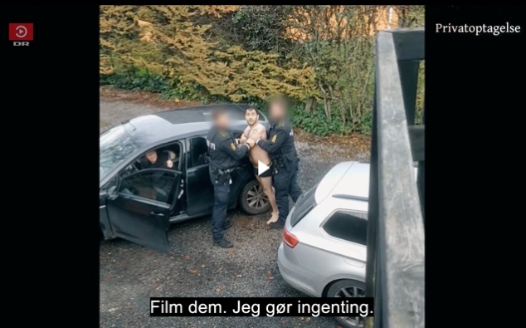 DR
Privatoptagelse
Film dem. Jeg gør ingenting.